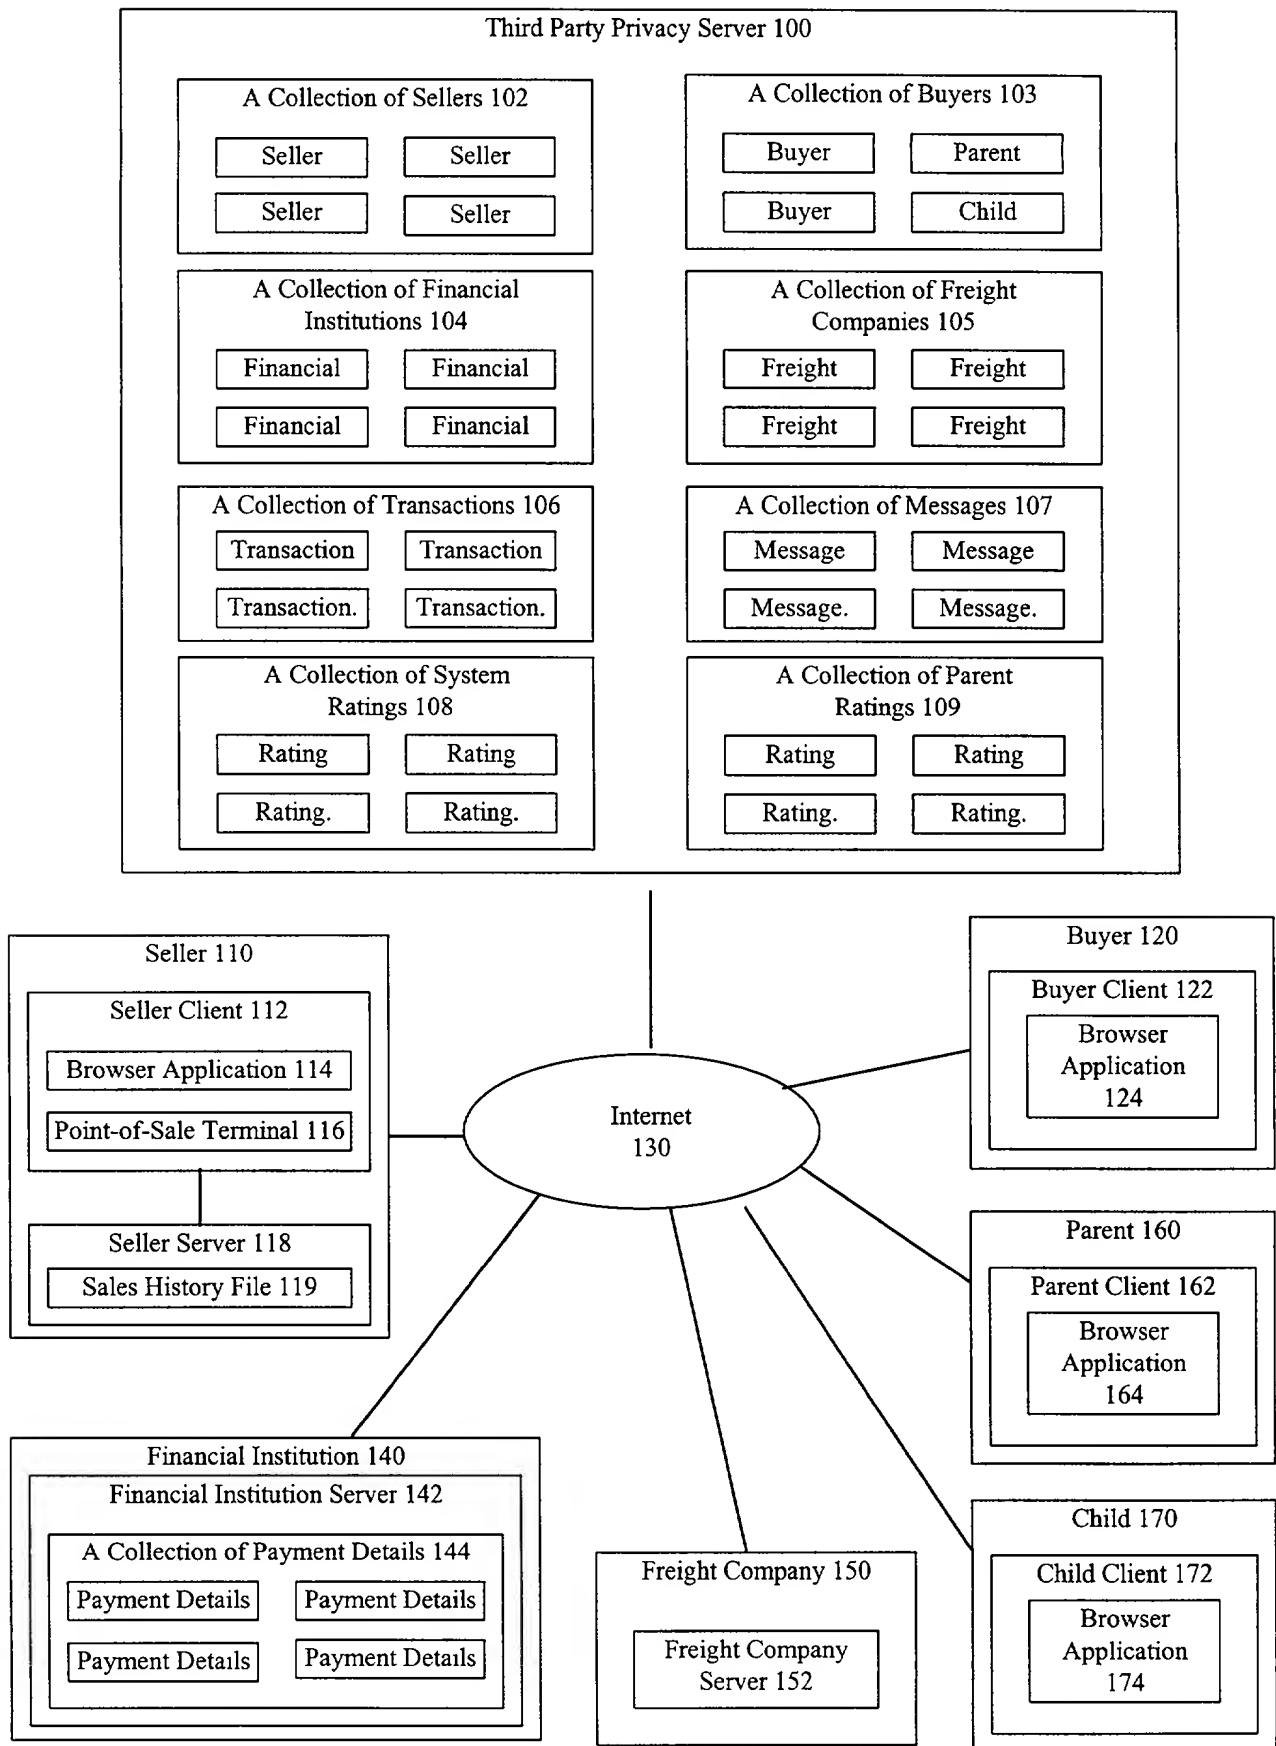 Third Party Privacy Server 100
A Collection of Sellers 102
Seller
Seller
Seller
Seller
A Collection of Buyers 103
Buyer
Parent
Buyer
Child
A Collection of Financial
Institutions 104
Financial
Financial
Financial
Financial
A Collection of Freight
Companies 105
Freight
Freight
Freight
Freight
A Collection of Transactions 106
Transaction
Transaction
Transaction.
Transaction.
A Collection of Messages 107
Message
Message
Message.
Message.
A Collection of System
Ratings 108
Rating
Rating
Rating.
Rating.
A Collection of Parent
Ratings 109
Rating
Rating
Rating.
Rating.
Seller 110
Seller Client 112
Browser Application 114
Point-of-Sale Terminal 116
Seller Server 118
Sales History File 119
Internet
130
Buyer 120
Buyer Client 122
Browser
Application
124
Parent 160
Parent Client 162
Browser
Application
164
Financial Institution 140
Financial Institution Server 142
A Collection of Payment Details 144
Payment Details
Payment Details
Payment Details
Payment Details
Freight Company 150
Freight Company
Server 152
Child 170
Child Client 172
Browser
Application
174